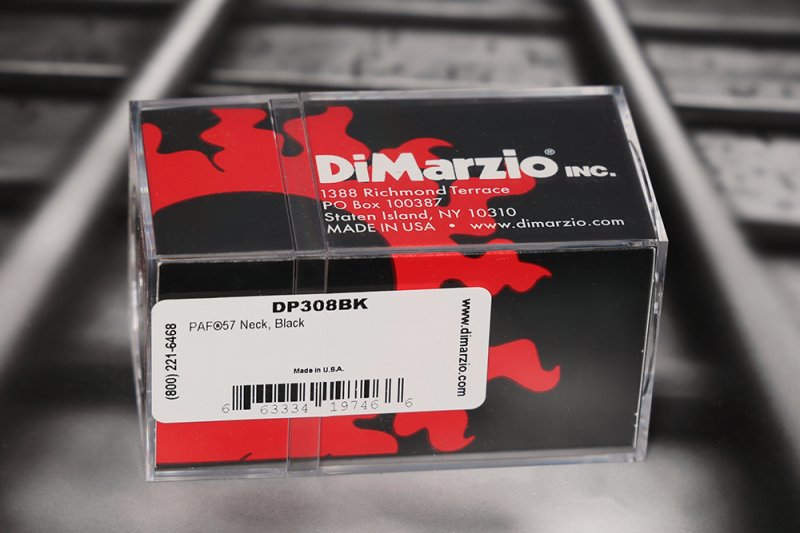 DiMarzio® INC.
1388 Richmond Terrace
PO Box 100387
Staten Island, NY 10310
MADE IN USA • www.dimarzio.com
DP308BK
PAF®57 Neck, Black
(800) 221-6468
www.dimarzio.com
Made in U.S.A.
6 63334 19746 6